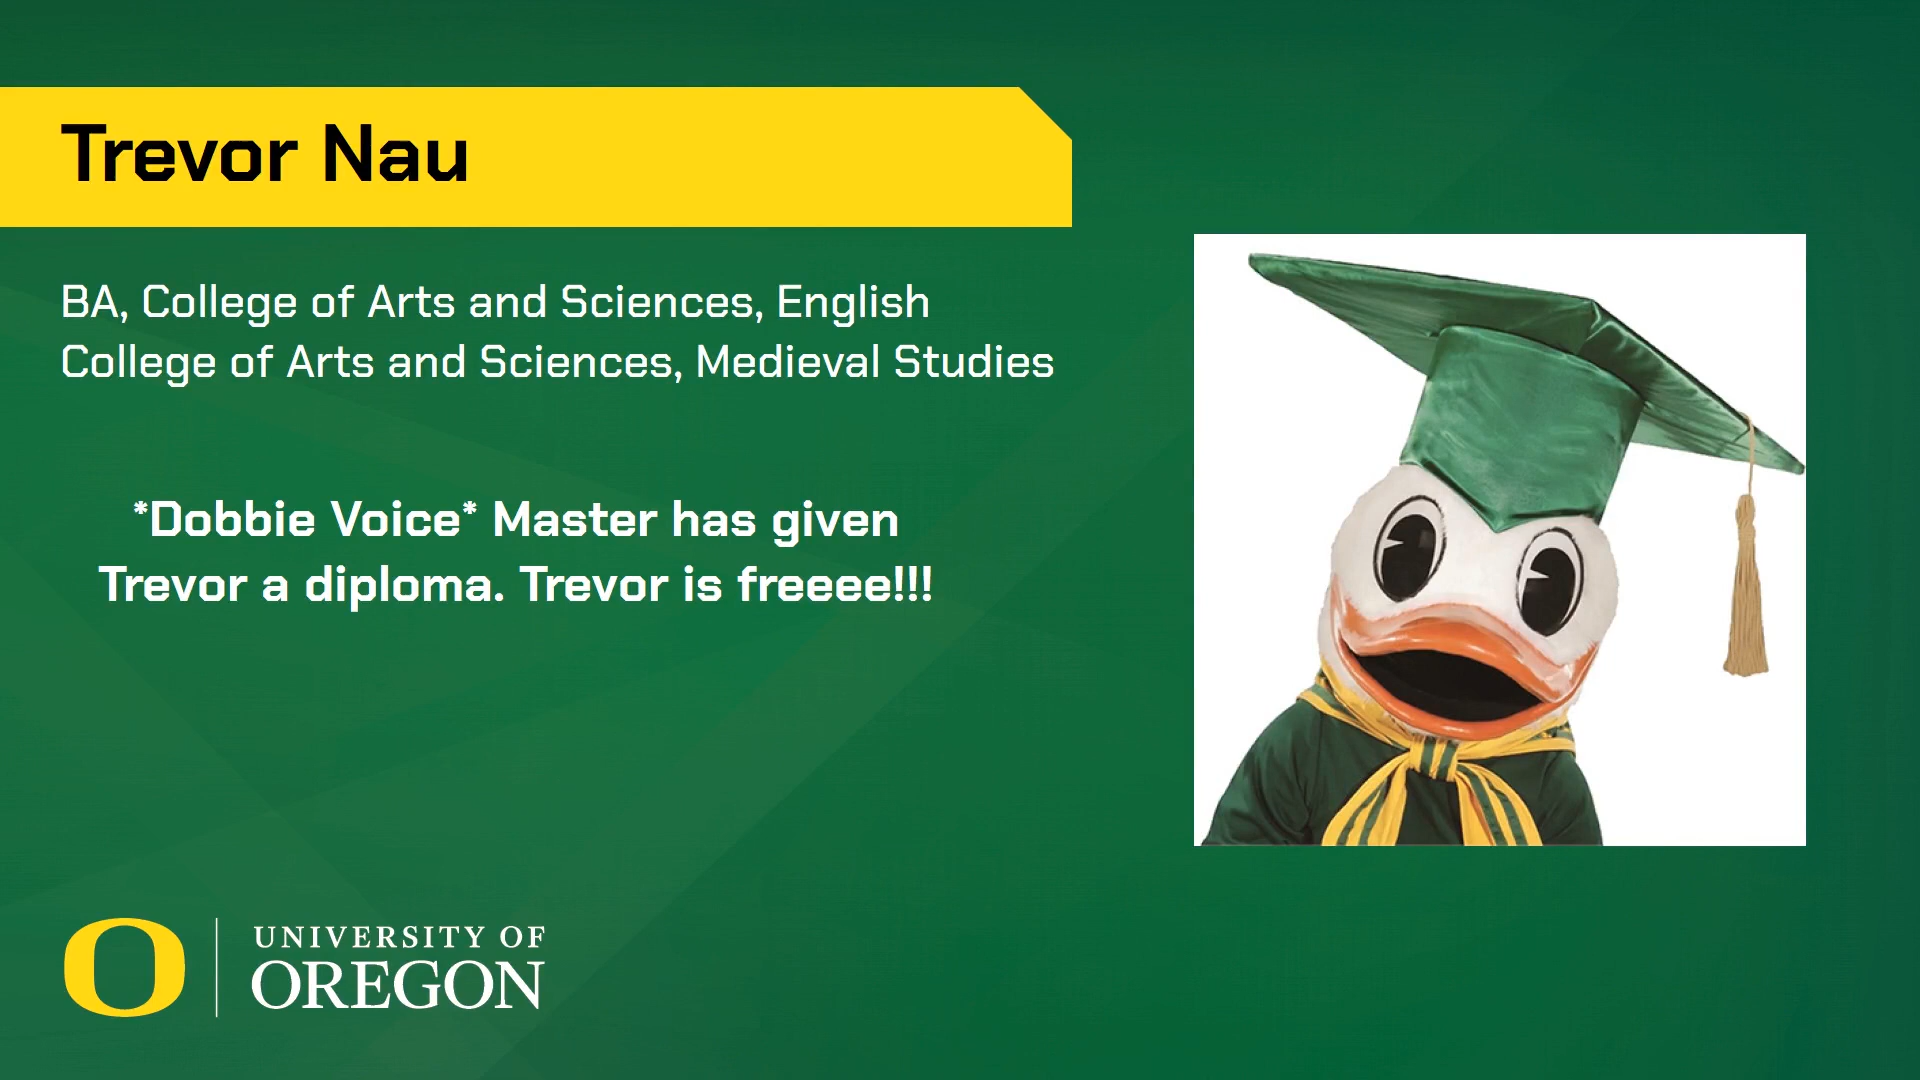 Trevor Nau
BA, College of Arts and Sciences, English
College of Arts and Sciences, Medieval Studies
*Dobbie Voice* Master has given
Trevor a diploma. Trevor is freeee!!!
O
UNIVERSITY OF
OREGON